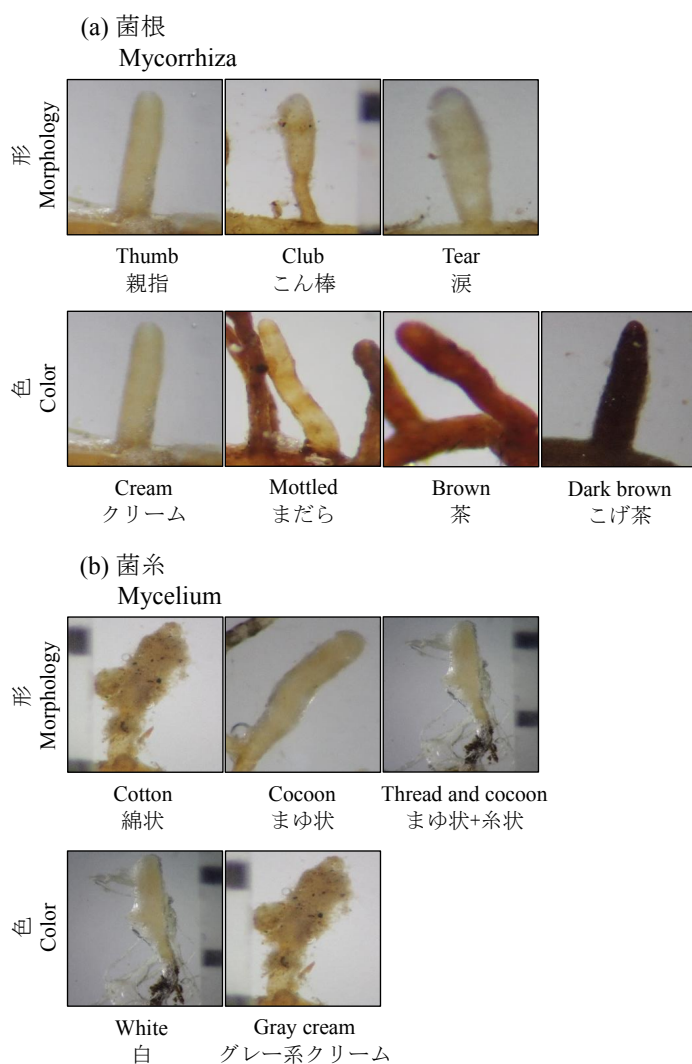 (a) 菌根
Mycorrhiza
形
Morphology
Thumb
親指
Club
こん棒
Tear
涙
色
Color
Cream
クリーム
Mottled
まだら
Brown
茶
Dark brown
こげ茶
(b) 菌糸
Mycelium
形
Morphology
Cotton
綿状
Cocoon
まゆ状
Thread and cocoon
まゆ状+糸状
色
Color
White
白
Gray cream
グレー系クリーム